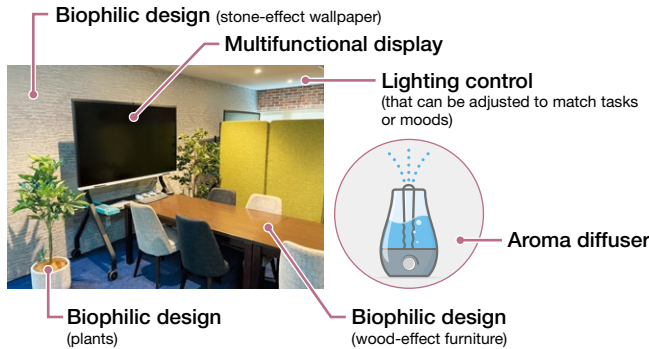 Biophilic design (stone-effect wallpaper)
Multifunctional display
Lighting control
(that can be adjusted to match tasks
or moods)
Aroma diffuser
Biophilic design
(plants)
Biophilic design
(wood-effect furniture)